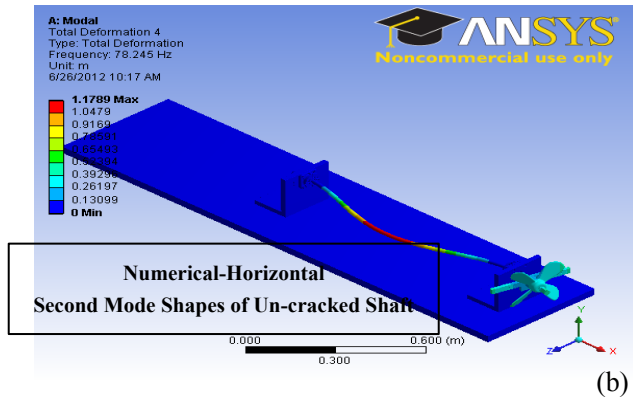 A: Modal
Total Deformation 4
Type: Total Deformation
Frequency: 78.245 Hz
Unit: m
6/26/2012 10:17 AM
ANSYS
Noncommercial use only
1.1789 Max
1.0479
0.9169
0.26197
0.13099
0 Min
Numerical-Horizontal
Second Mode Shapes of Un-cracked Shaft
0.000
0.600 (m)
0.300
Y
Z
X
(b)